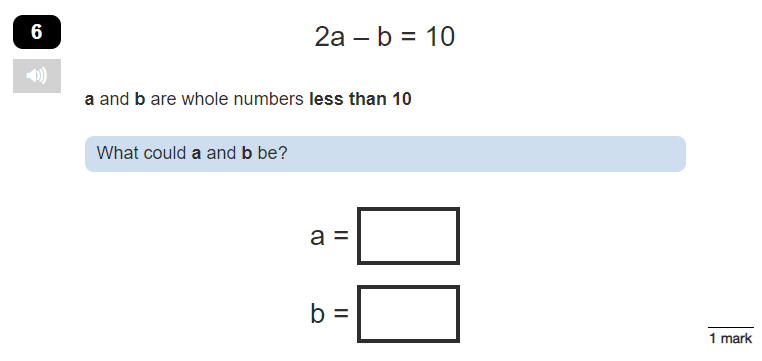 6
2a – b = 10
a and b are whole numbers less than 10
What could a and b be?
a =
b =
1 mark